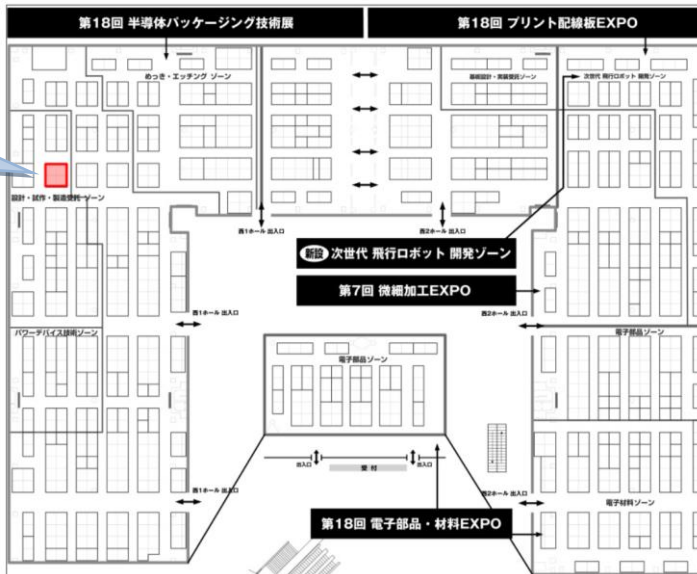 第18回 半導体パッケージング技術展
第18回 プリント配線板EXPO
めっき・エッチング ゾーン
基板設計・実装受託ゾーン
次世代 飛行ロボット 開発ゾーン
設計・試作・製造受託 ゾーン
西1ホール 出入口
西2ホール 出入口
新設 次世代 飛行ロボット 開発ゾーン
第7回 微細加工EXPO
西1ホール 出入口
西2ホール 出入口
パワーデバイス技術ゾーン
電子部品ゾーン
電子部品ゾーン
出入口
受 付
出入口
西1ホール 出入口
西2ホール 出入口
電子材料ゾーン
第18回 電子部品・材料EXPO